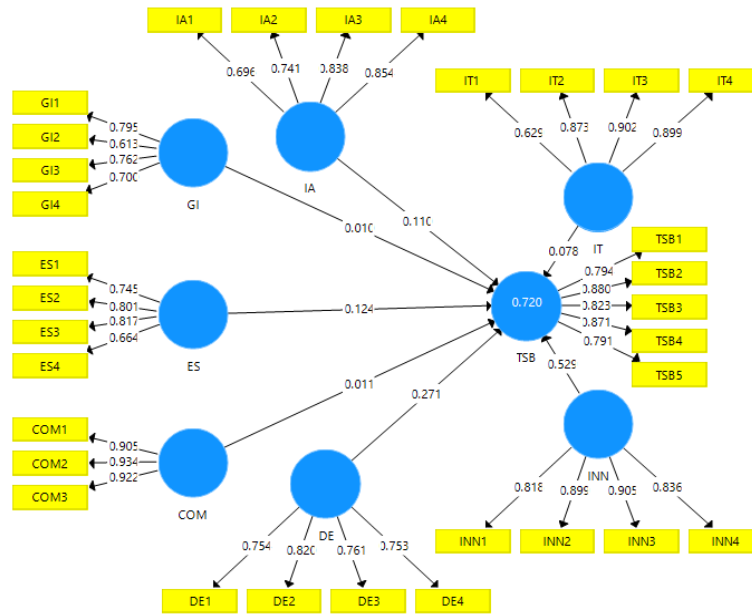 IA1 IA2 IA3 IA4
0.696 0.741 0.838 0.854
IA
IT1 IT2 IT3 IT4
0.629 0.873 0.902 0.899
IT
GI1
GI2
GI3
GI4
0.795
0.613
0.762
0.700
GI
0.010
0.110
0.078
ES1
ES2
ES3
ES4
0.745
0.801
0.817
0.664
ES
0.124
0.720
TSB
0.794
0.880
0.823
0.871
0.791
TSB1
TSB2
TSB3
TSB4
TSB5
0.011
0.271
0.529
COM1
COM2
COM3
0.905
0.934
0.922
COM
DE
0.754 0.820 0.761 0.753
DE1 DE2 DE3 DE4
INN
0.818 0.899 0.905 0.836
INN1 INN2 INN3 INN4